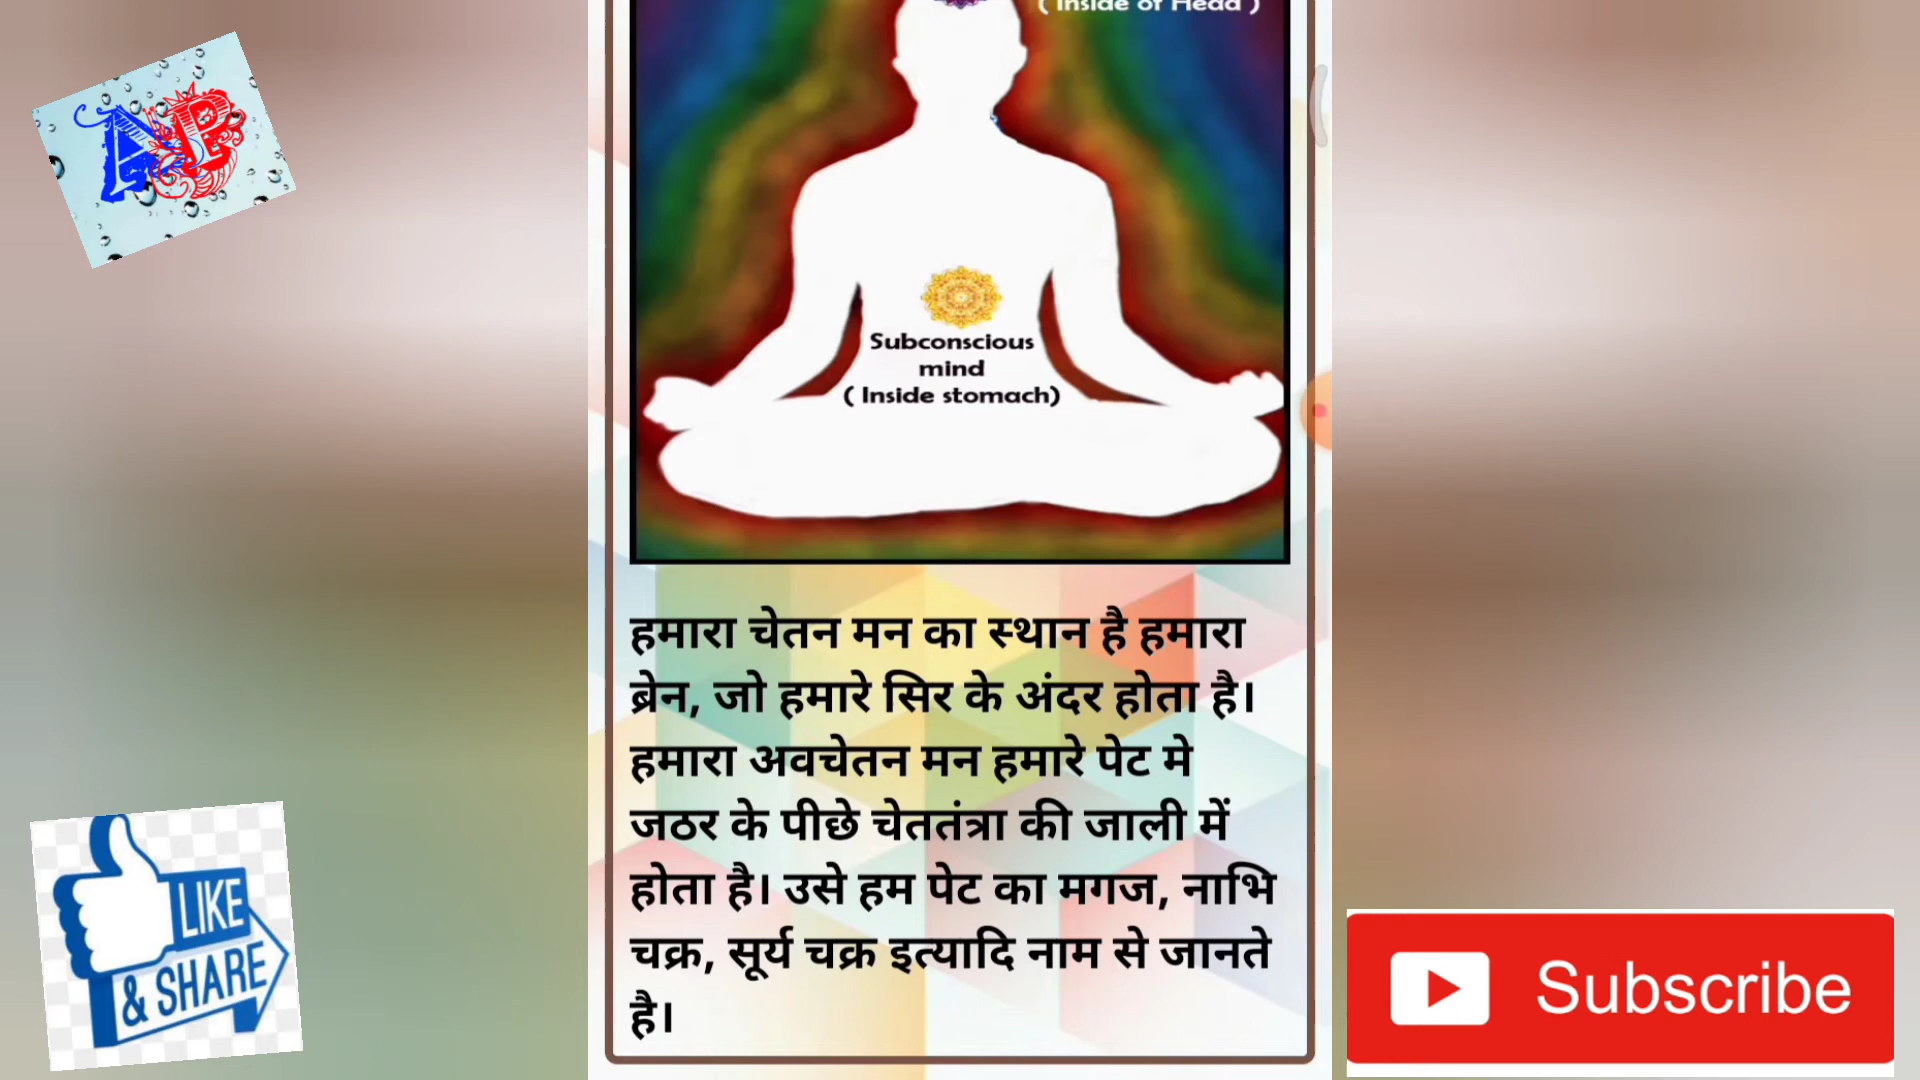 ( Inside of Head )
AP
Subconscious
mind
( Inside stomach)
हमारा चेतन मन का स्थान है हमारा
ब्रेन, जो हमारे सिर के अंदर होता है।
हमारा अवचेतन मन हमारे पेट मे
जठर के पीछे चेततंत्रा की जाली में
होता है। उसे हम पेट का मगज, नाभि
चक्र, सूर्य चक्र इत्यादि नाम से जानते
है।
LIKE
& SHARE
Subscribe